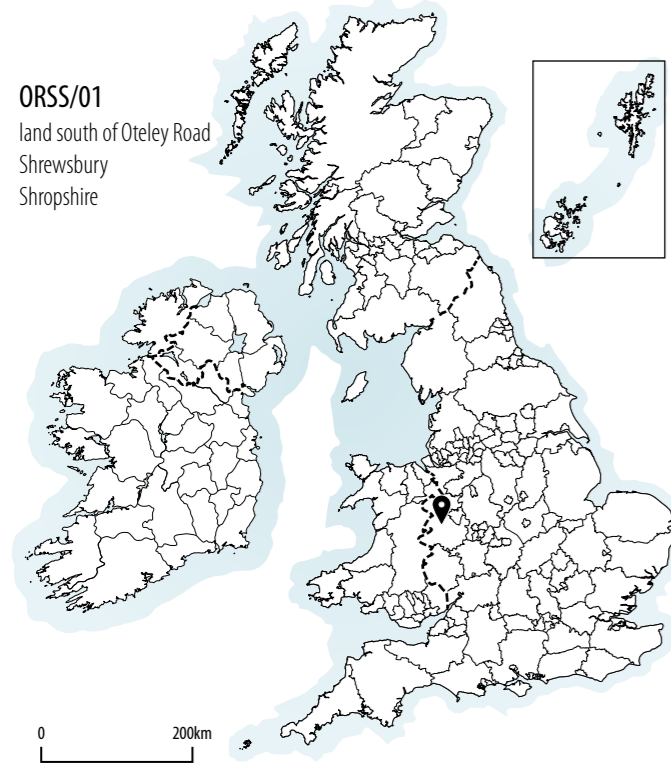 ORSS/01
land south of Oteley Road
Shrewsbury
Shropshire
0 200km